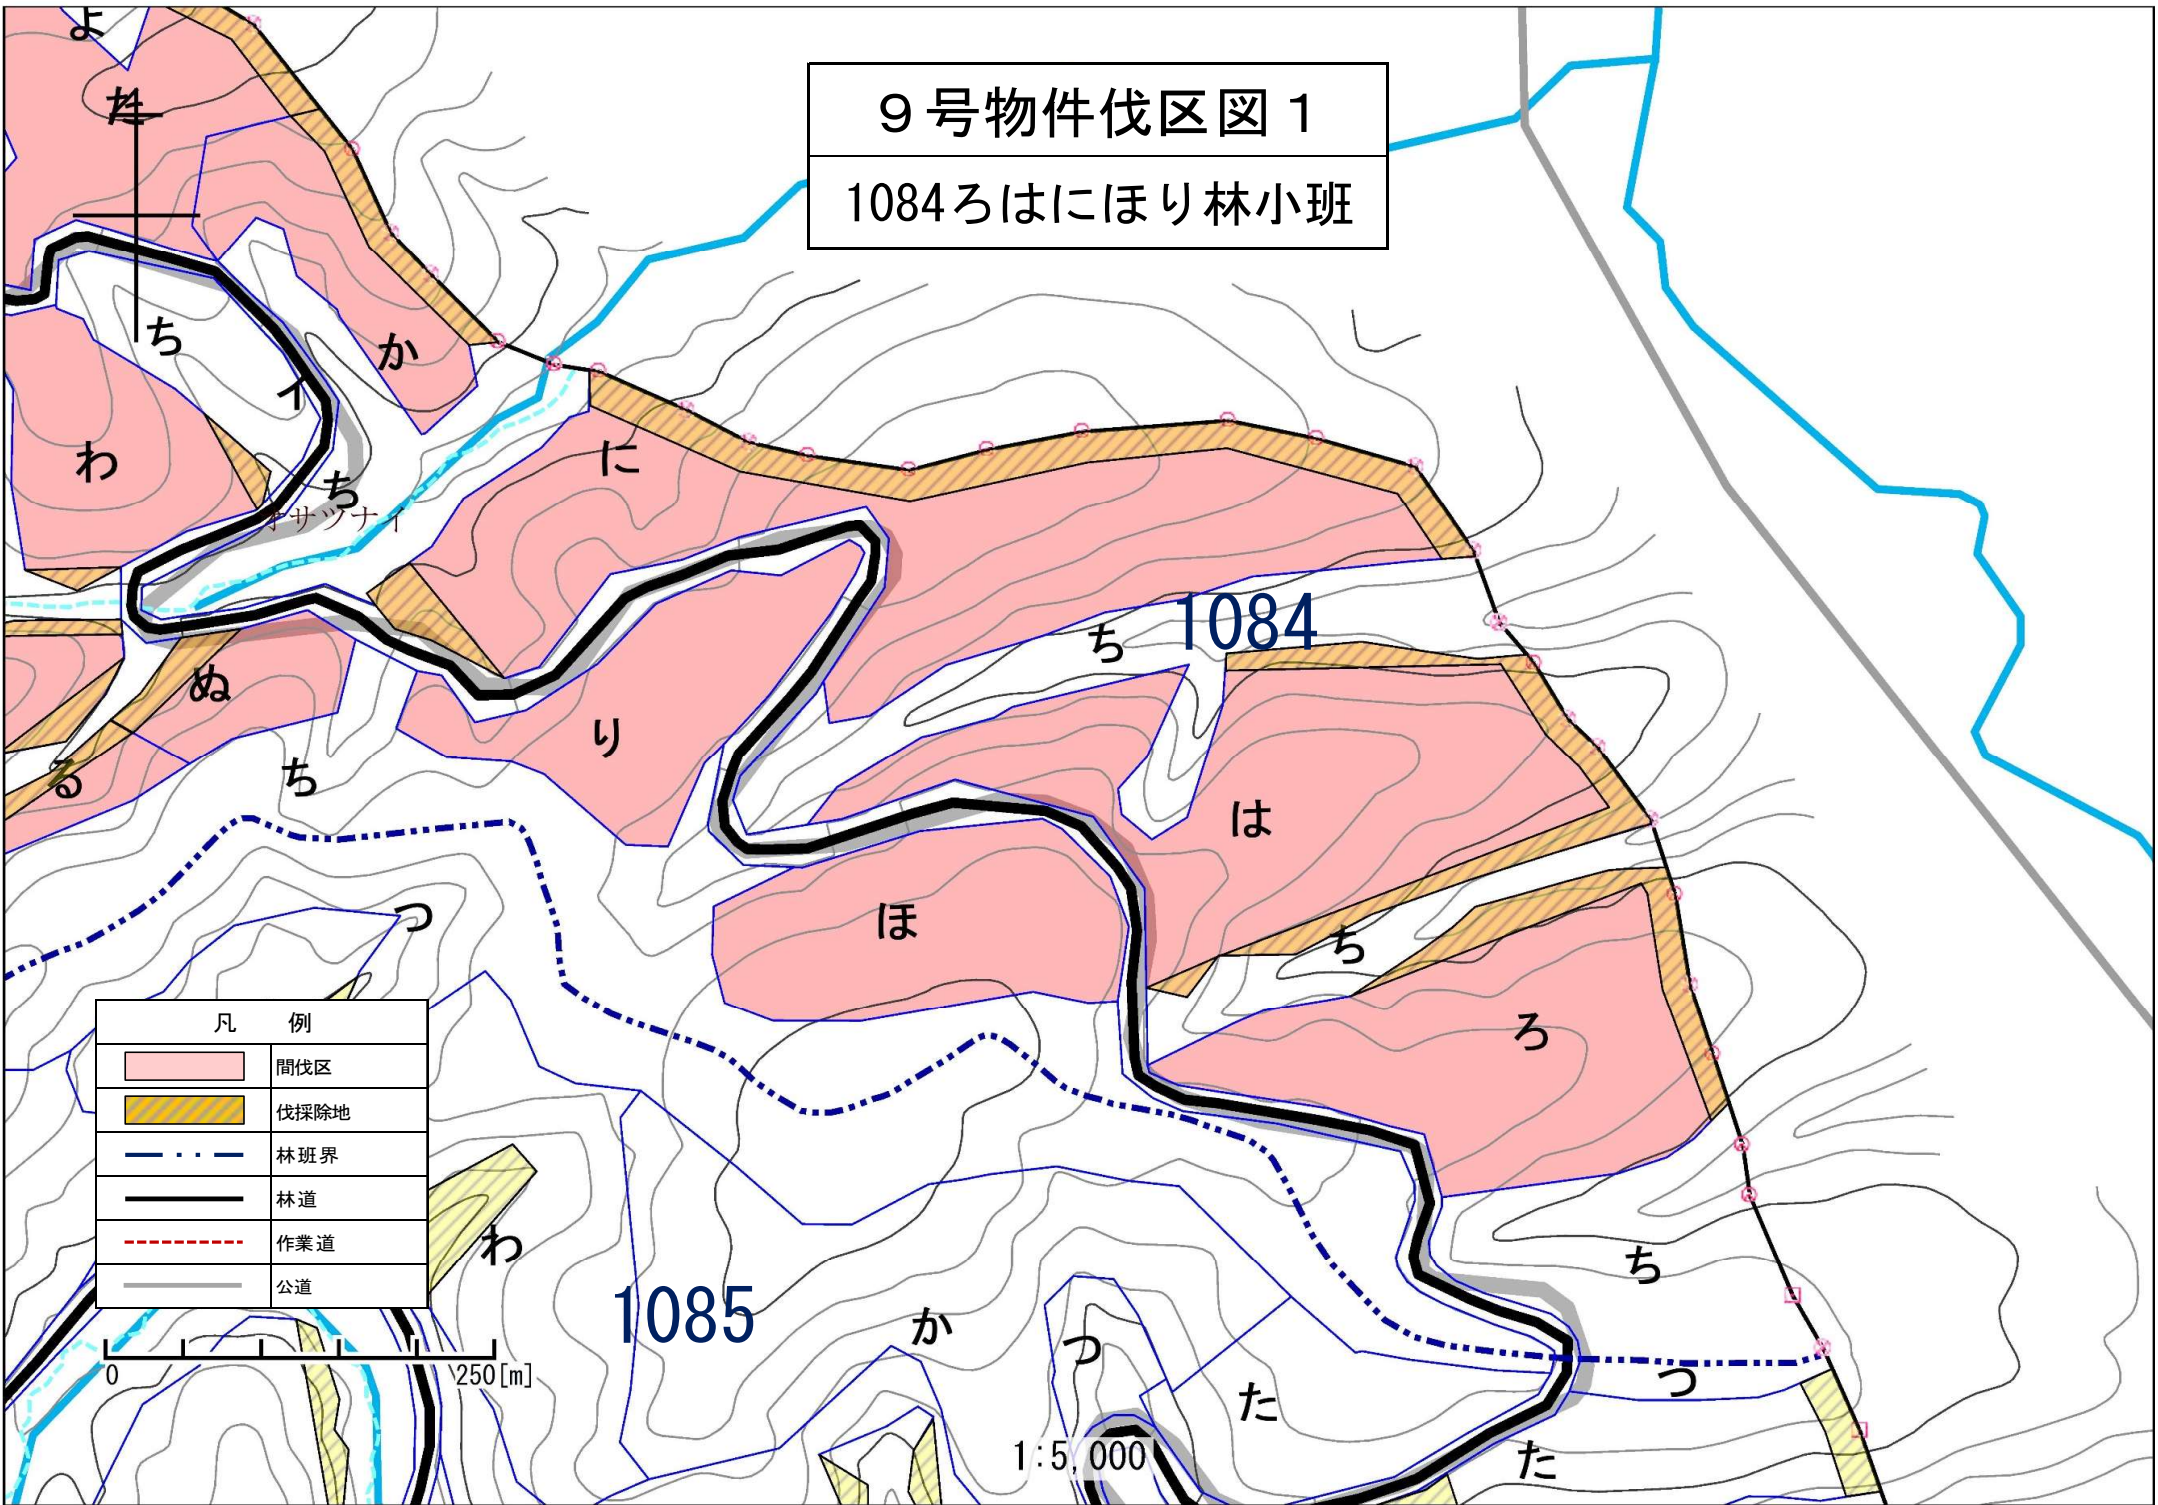 ９号物件伐区図１
1084ろはにほり林小班
よ
た
ち
か
イ
わ
に
ち
オサツナイ
1084
ち
ぬ
り
る
ち
は
つ
ほ
ち
ろ
凡 例
間伐区
伐採除地
林班界
林道
作業道
公道
わ
ち
1085
か
つ
つ
た
0 250[m]
1:5,000
た